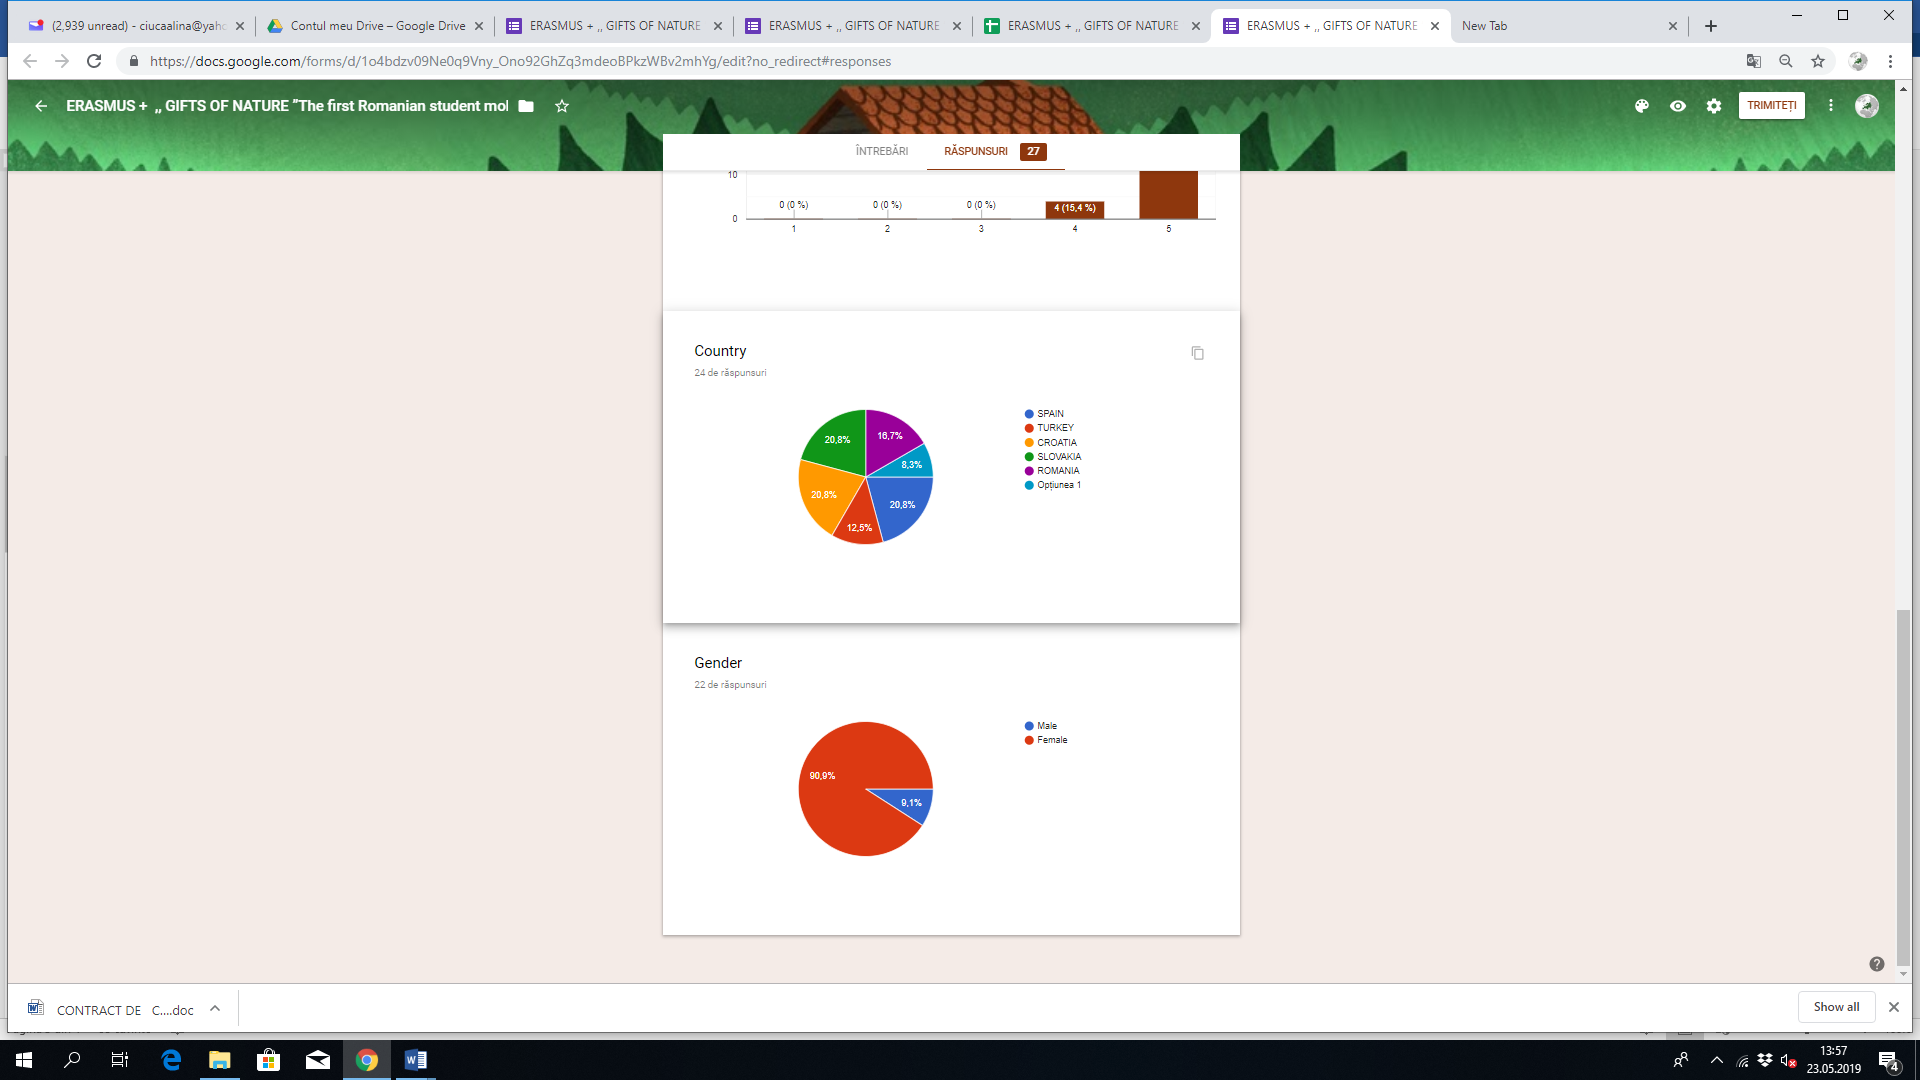 (2,939 unread) - ciucaalina@yaho
Contul meu Drive – Google Drive
ERASMUS + ,, GIFTS OF NATURE
ERASMUS + ,, GIFTS OF NATURE
ERASMUS + ,, GIFTS OF NATURE
ERASMUS + ,, GIFTS OF NATURE
New Tab
https://docs.google.com/forms/d/1o4bdzv09Ne0q9Vny_Ono92GhZq3mdeoBPkzWBv2mhYg/edit?no_redirect#responses
ERASMUS + ,, GIFTS OF NATURE "The first Romanian student mol
TRIMITEȚI
ÎNTREBĂRI
RĂSPUNSURI 27
10
0
0 (0 %)
0 (0 %)
0 (0 %)
4 (15,4 %)
1
2
3
4
5
Country
24 de răspunsuri
20,8%
16,7%
8,3%
20,8%
12,5%
20,8%
SPAIN
TURKEY
CROATIA
SLOVAKIA
ROMANIA
Opțiunea 1
Gender
22 de răspunsuri
90,9%
9,1%
Male
Female
CONTRACT DE C....doc
Show all
13:57
23.05.2019
4